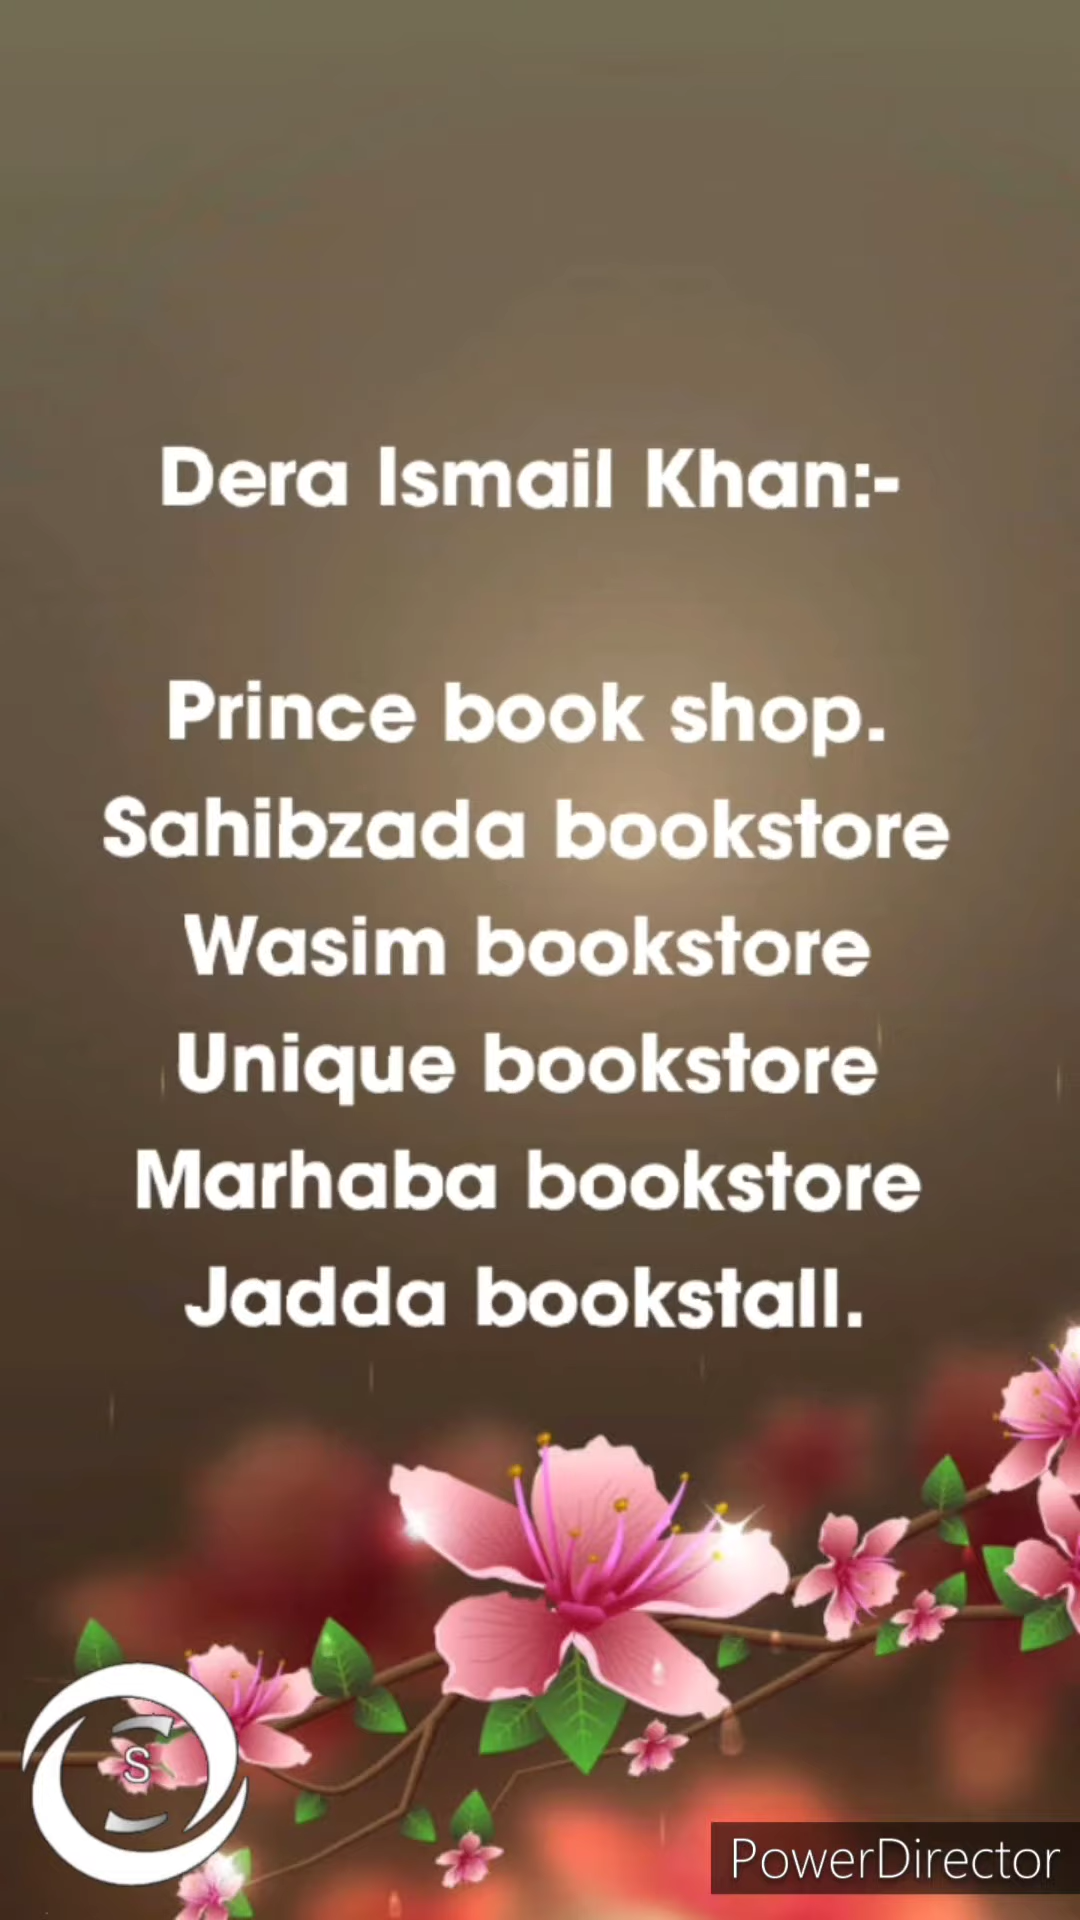 Dera Ismail Khan:-
Prince book shop.
Sahibzada bookstore
Wasim bookstore
Unique bookstore
Marhaba bookstore
Jadda bookstall.
S
PowerDirector